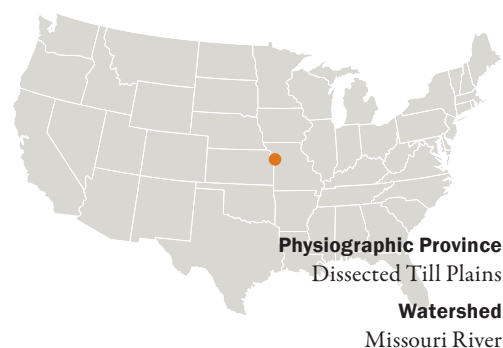 Physiographic Province
Dissected Till Plains
Watershed
Missouri River